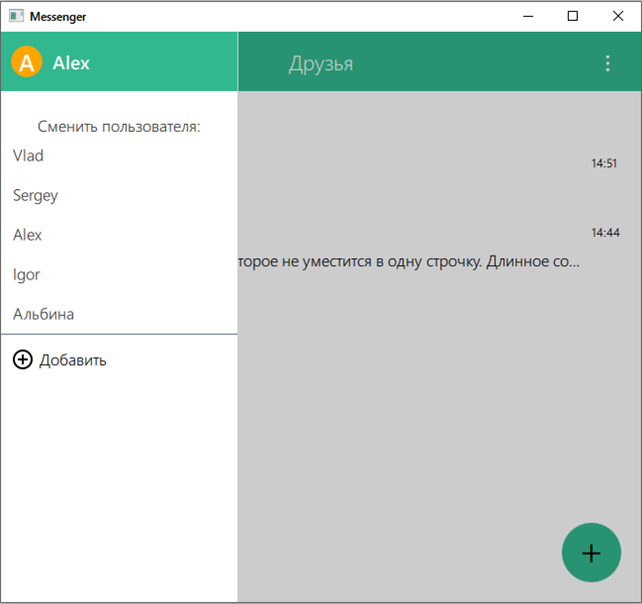 Messenger
A Alex
Друзья
Сменить пользователя:
Vlad
Sergey
Alex
Igor
Альбина
Добавить
14:51
14:44
торое не уместится в одну строчку. Длинное со...